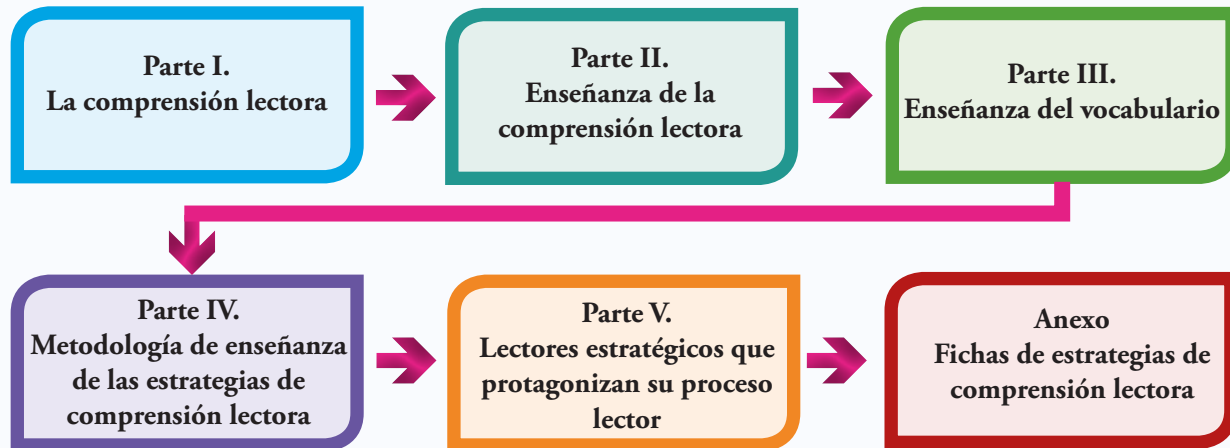 Parte I.
La comprensión lectora
Parte II.
Enseñanza de la
comprensión lectora
Parte III.
Enseñanza del vocabulario
Parte IV.
Metodología de enseñanza
de las estrategias de
comprensión lectora
Parte V.
Lectores estratégicos que
protagonizan su proceso
lector
Anexo
Fichas de estrategias de
comprensión lectora